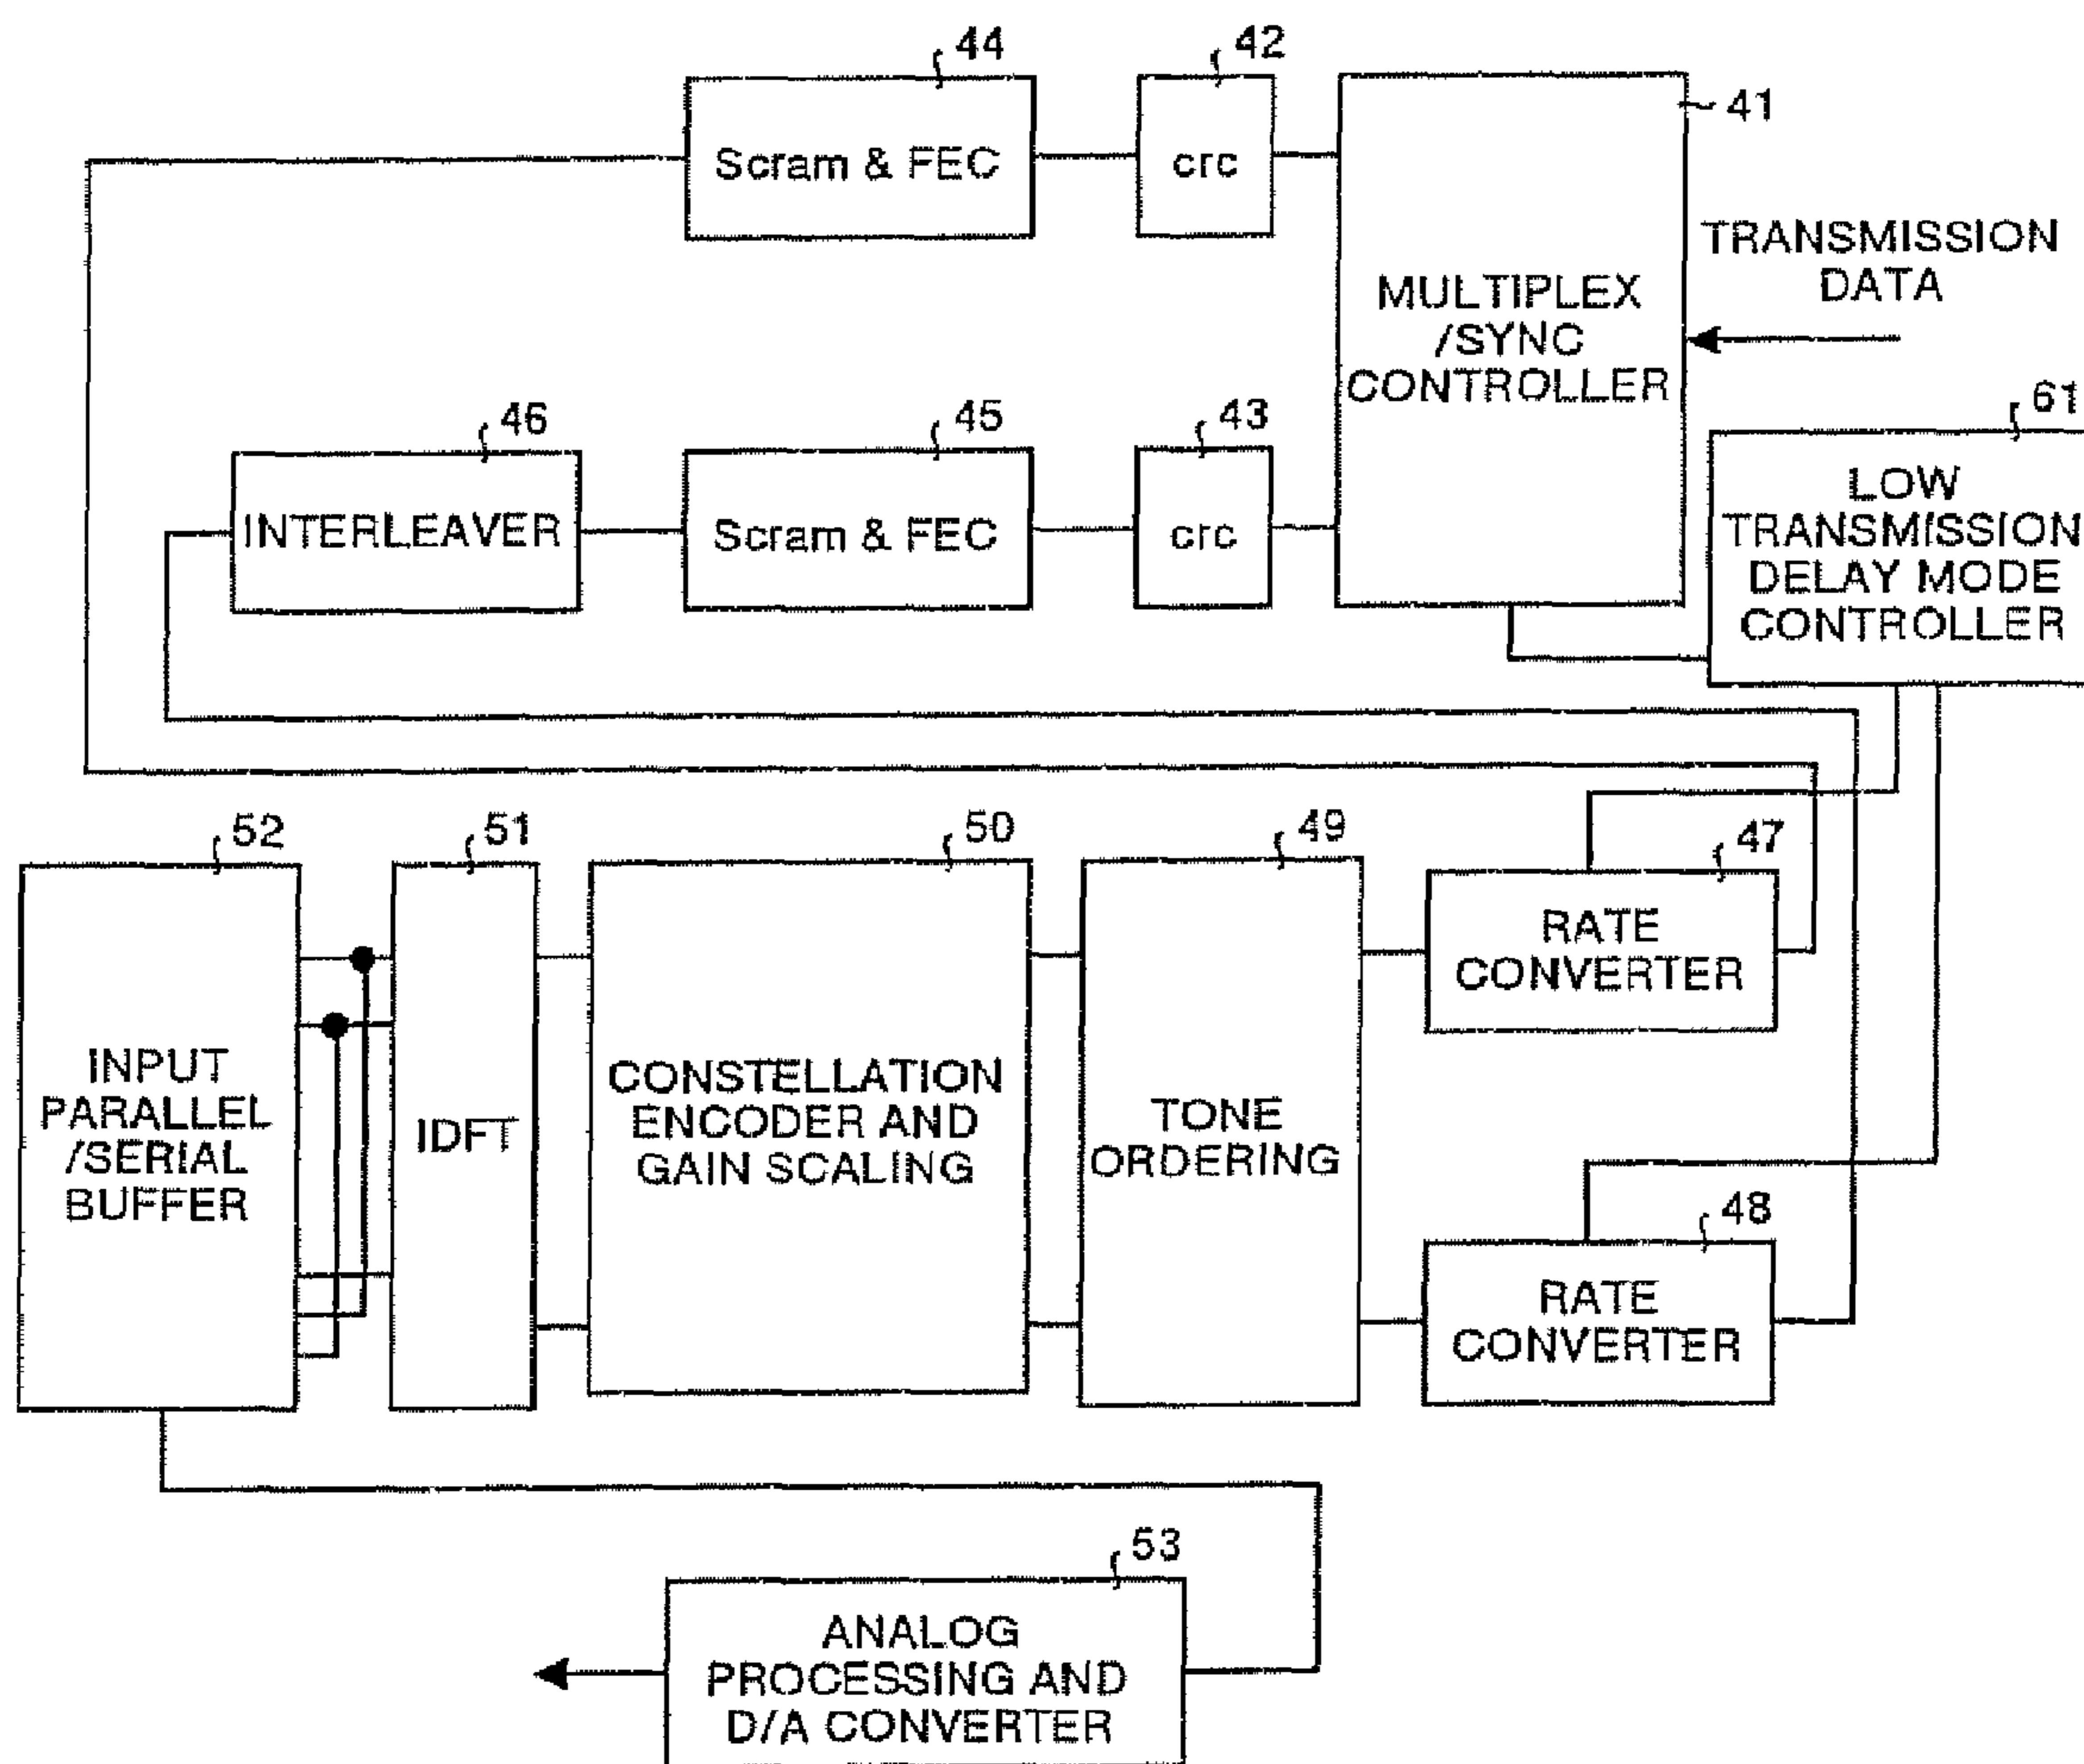 44
42
41
Scram & FEC
crc
TRANSMISSION
DATA
MULTIPLEX
/SYNC
CONTROLLER
61
46
45
43
LOW
TRANSMISSION
DELAY MODE
CONTROLLER
INTERLEAVER
Scram & FEC
crc
52
51
50
49
47
RATE
CONVERTER
INPUT
PARALLEL
/SERIAL
BUFFER
IDFT
CONSTELLATION
ENCODER AND
GAIN SCALING
TONE
ORDERING
48
RATE
CONVERTER
53
ANALOG
PROCESSING AND
D/A CONVERTER